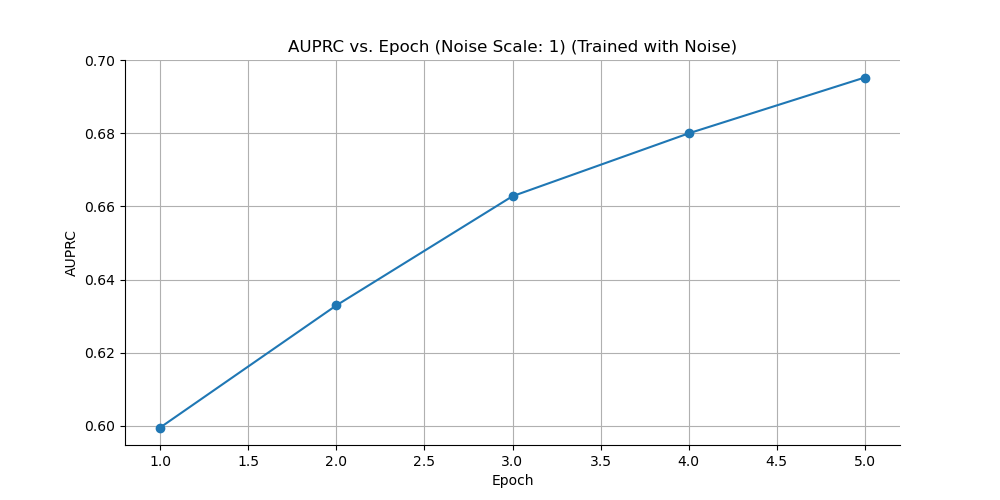 AUPRC vs. Epoch (Noise Scale: 1) (Trained with Noise)
0.70
0.68
0.66
0.64
0.62
0.60
AUPRC
1.0 1.5 2.0 2.5 3.0 3.5 4.0 4.5 5.0
Epoch